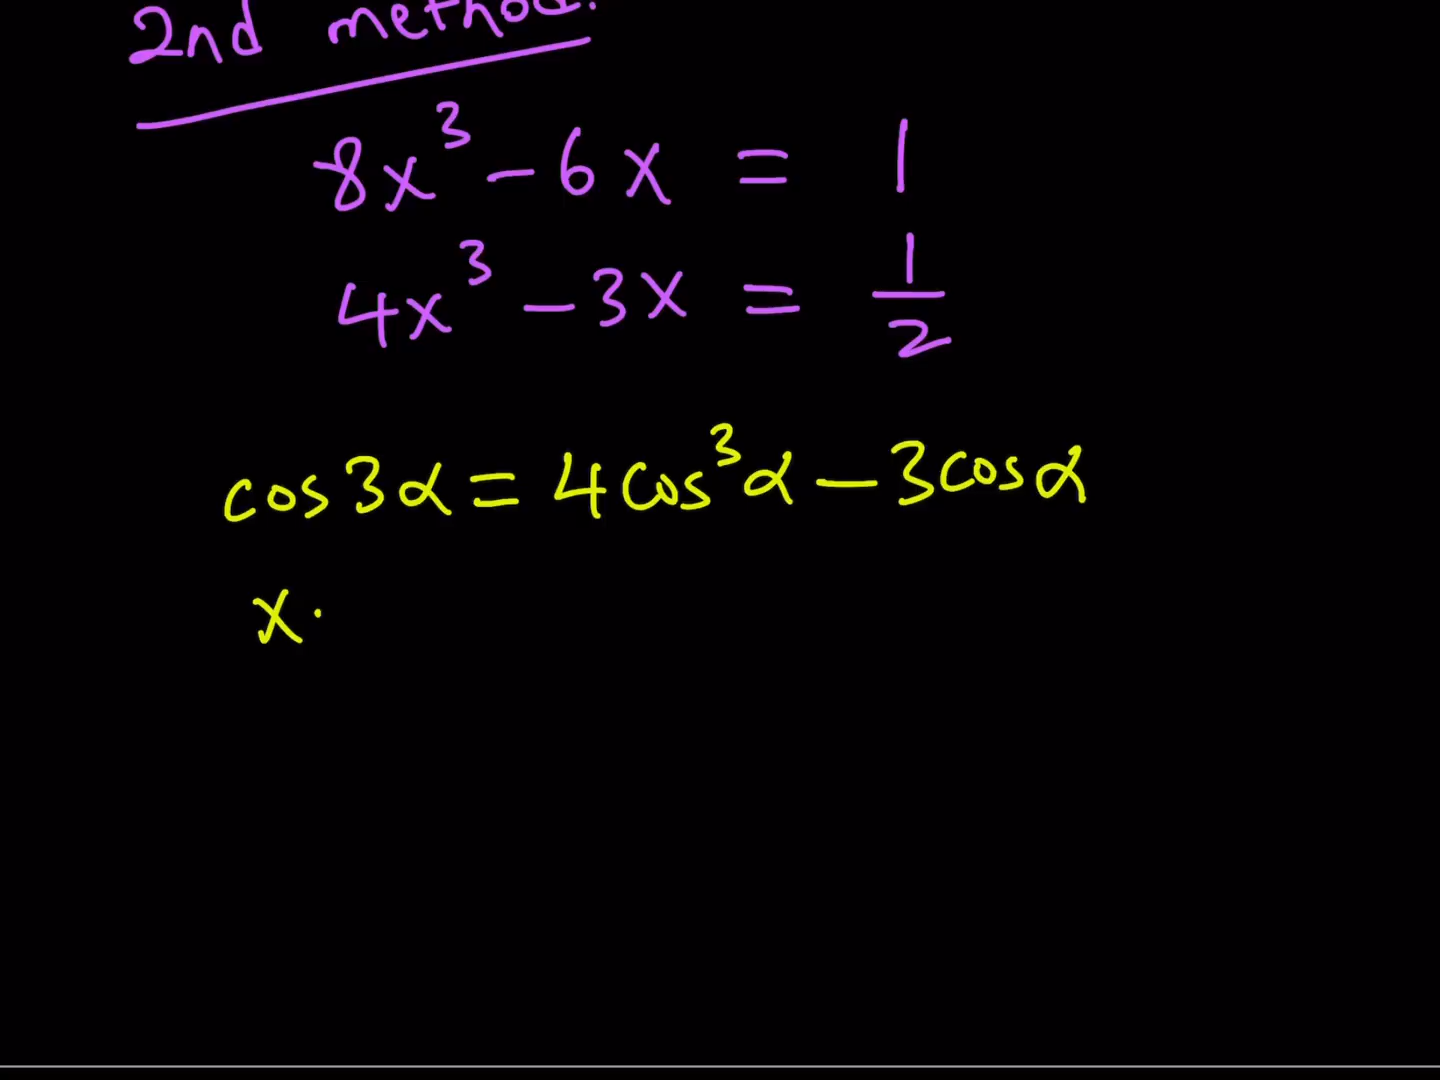 2nd method:
8x³ - 6x = 1
4x³ - 3x = 1/2
cos3α = 4cos³α - 3cosα
x